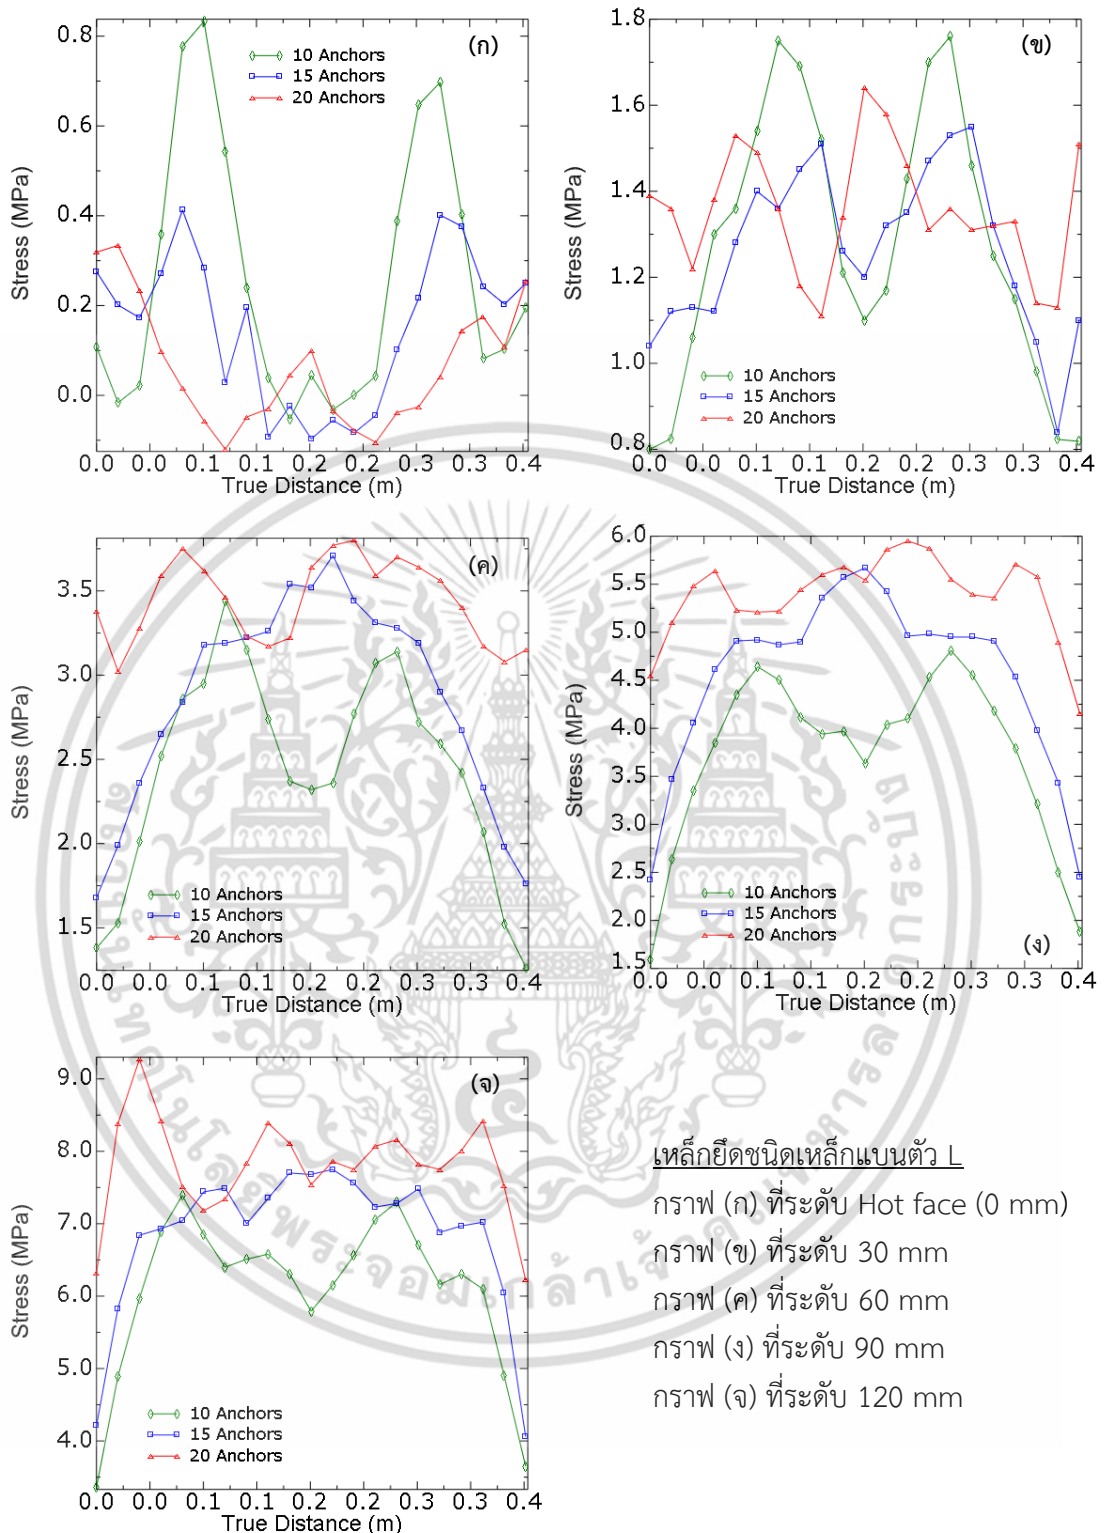 (ก)
10 Anchors
15 Anchors
20 Anchors
0.8
0.6
0.4
0.2
0.0
Stress (MPa)
0.0 0.0 0.1 0.1 0.2 0.2 0.3 0.3 0.4
True Distance (m)
(ข)
1.8
1.6
1.4
1.2
1.0
0.8
Stress (MPa)
10 Anchors
15 Anchors
20 Anchors
0.0 0.0 0.1 0.1 0.2 0.2 0.3 0.3 0.4
True Distance (m)
(ค)
3.5
3.0
2.5
2.0
1.5
Stress (MPa)
10 Anchors
15 Anchors
20 Anchors
0.0 0.0 0.1 0.1 0.2 0.2 0.3 0.3 0.4
True Distance (m)
6.0
5.5
5.0
4.5
4.0
3.5
3.0
2.5
2.0
1.5
Stress (MPa)
10 Anchors
15 Anchors
20 Anchors
(ง)
0.0 0.0 0.1 0.1 0.2 0.2 0.3 0.3 0.4
True Distance (m)
(จ)
9.0
8.0
7.0
6.0
5.0
4.0
Stress (MPa)
10 Anchors
15 Anchors
20 Anchors
0.0 0.0 0.1 0.1 0.2 0.2 0.3 0.3 0.4
True Distance (m)
เหล็กยึดชนิดเหล็กแบนตัว L
กราฟ (ก) ที่ระดับ Hot face (0 mm)
กราฟ (ข) ที่ระดับ 30 mm
กราฟ (ค) ที่ระดับ 60 mm
กราฟ (ง) ที่ระดับ 90 mm
กราฟ (จ) ที่ระดับ 120 mm